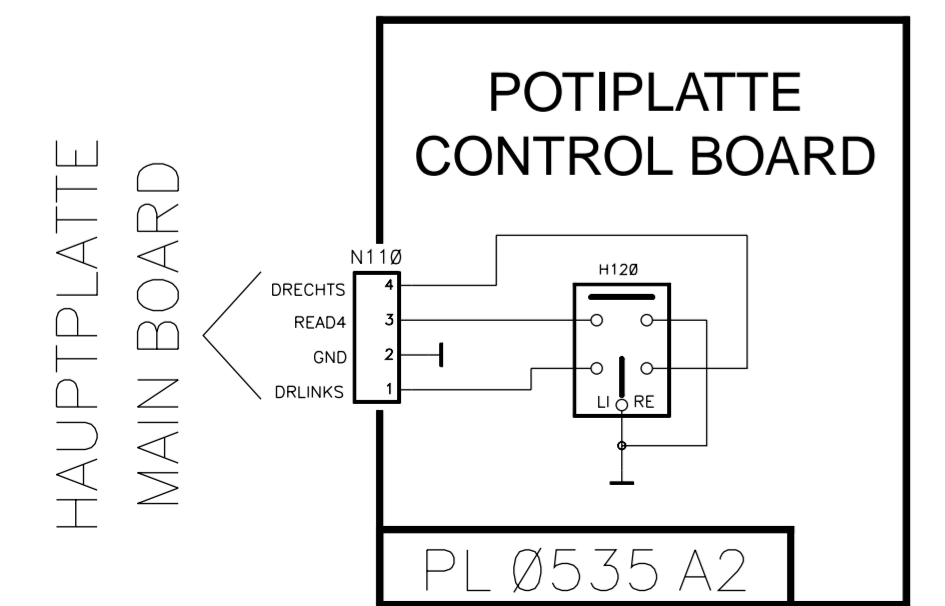 HAUPTPLATTE
MAIN BOARD
POTIPLATTE
CONTROL BOARD
N11Ø
DRECHTS 4
READ4 3
GND 2
DRLINKS 1
H12Ø
LI RE
PL Ø535 A2